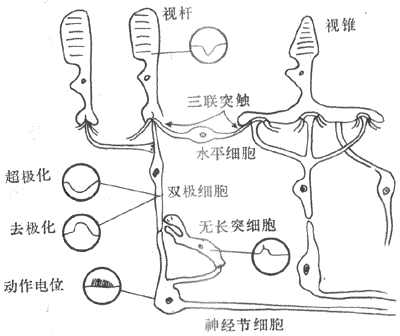 视杆
视锥
三联突触
水平细胞
超极化
双极细胞
去极化
无长突细胞
动作电位
神经节细胞